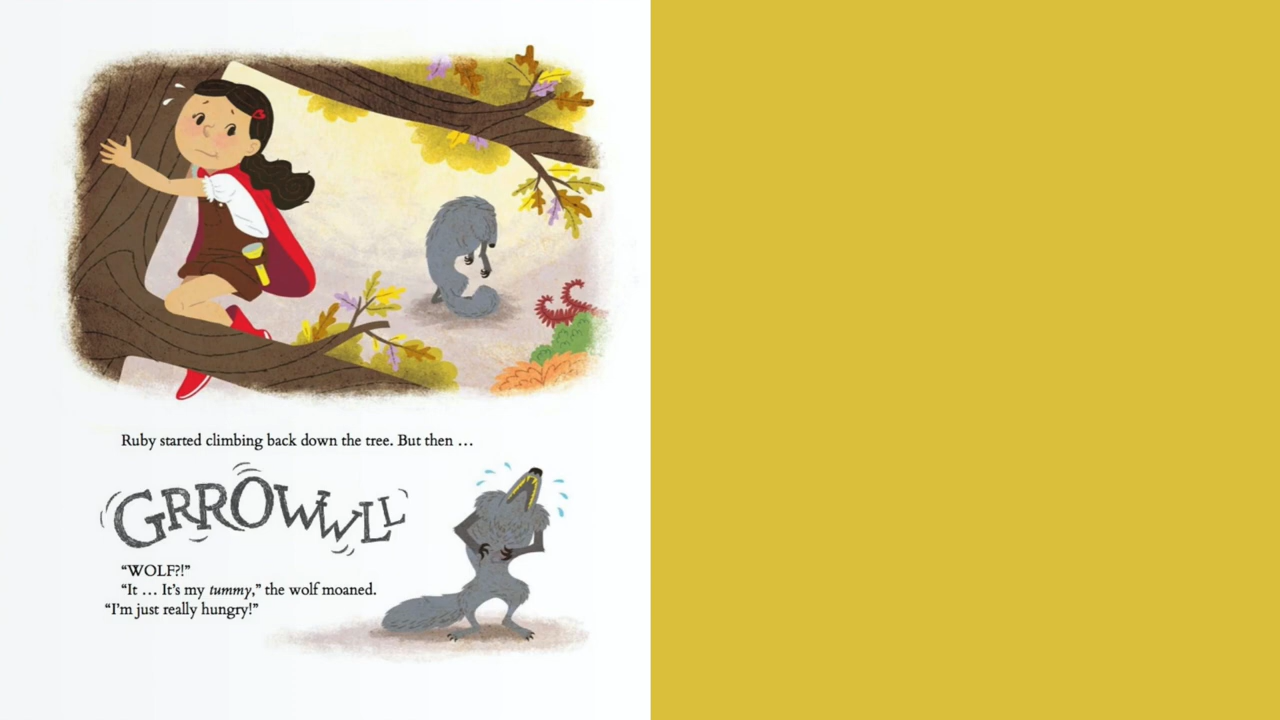 Ruby started climbing back down the tree. But then …
GRROWWLL
“WOLF?!”
“It … It’s my tummy,” the wolf moaned.
“I’m just really hungry!”